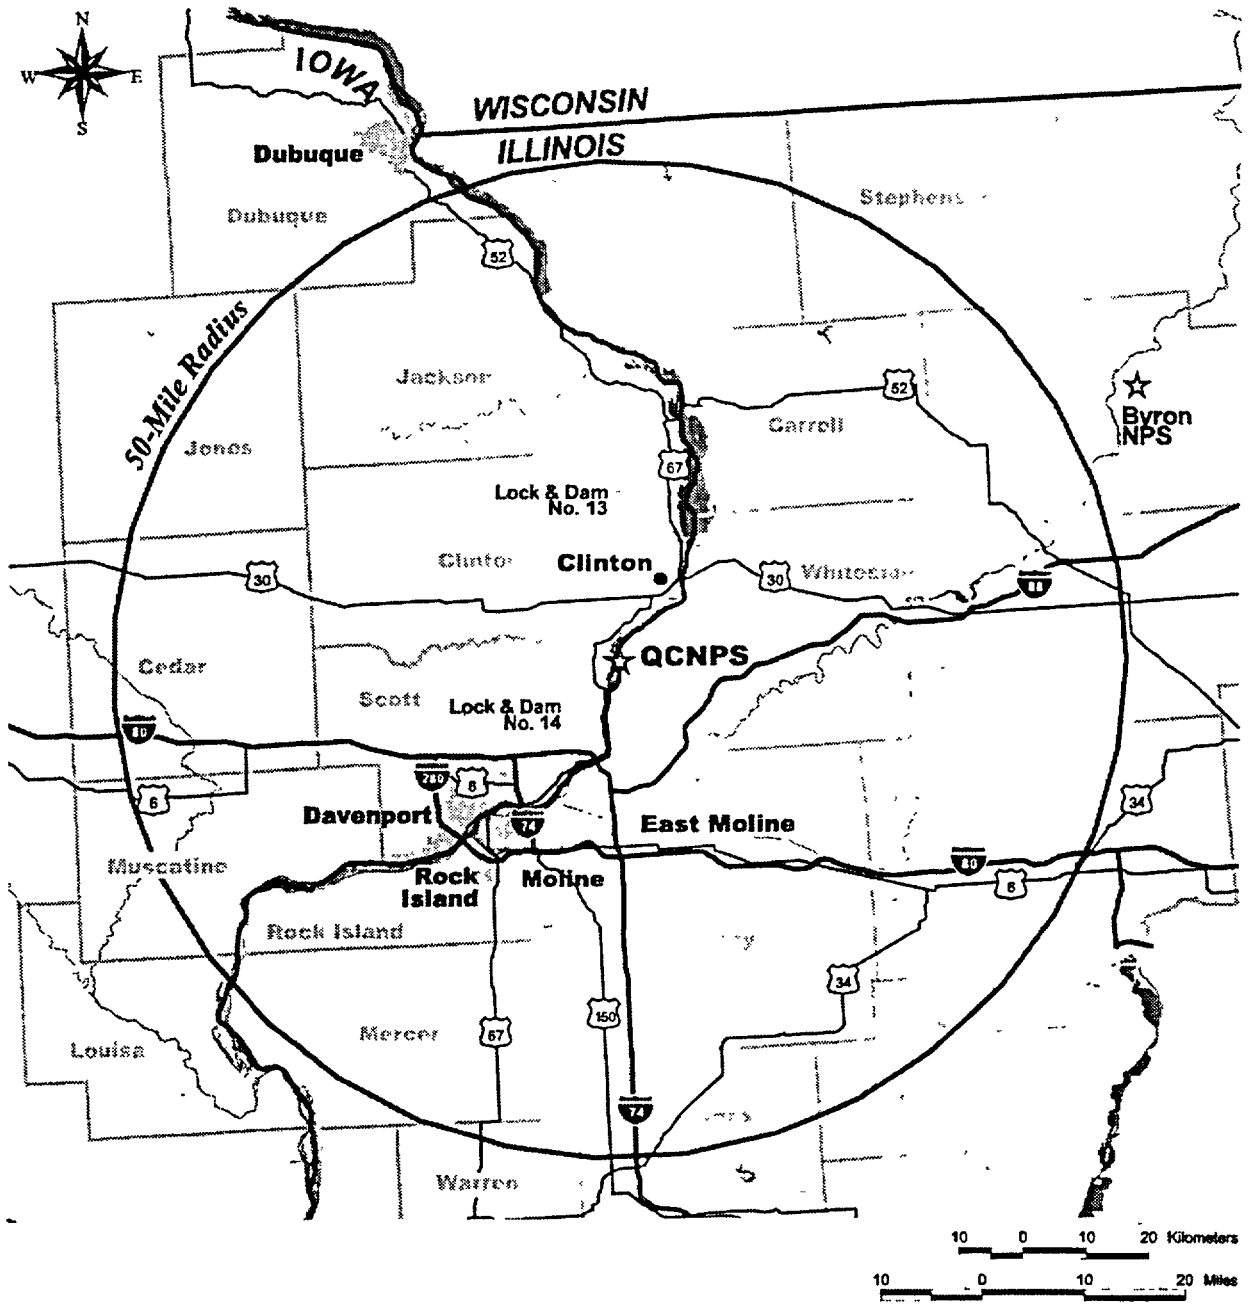 N
W E
S
IOWA
WISCONSIN
ILLINOIS
Dubuque
Dubuque
Stephens
52
50-Mile Radius
Jackson
52
Byron
NPS
Carroll
Jones
67
Lock & Dam
No. 13
Clinton
Clinton
30
30
Whiteside
Cedar
QCNPS
Scott
Lock & Dam
No. 14
80
280
6
6
34
Davenport
74
East Moline
80
Muscatine
Rock
Island
Moline
6
Rock Island
34
150
67
Mercer
Louisa
74
Warren
10 0 10 20 Kilometers
10 0 10 20 Miles